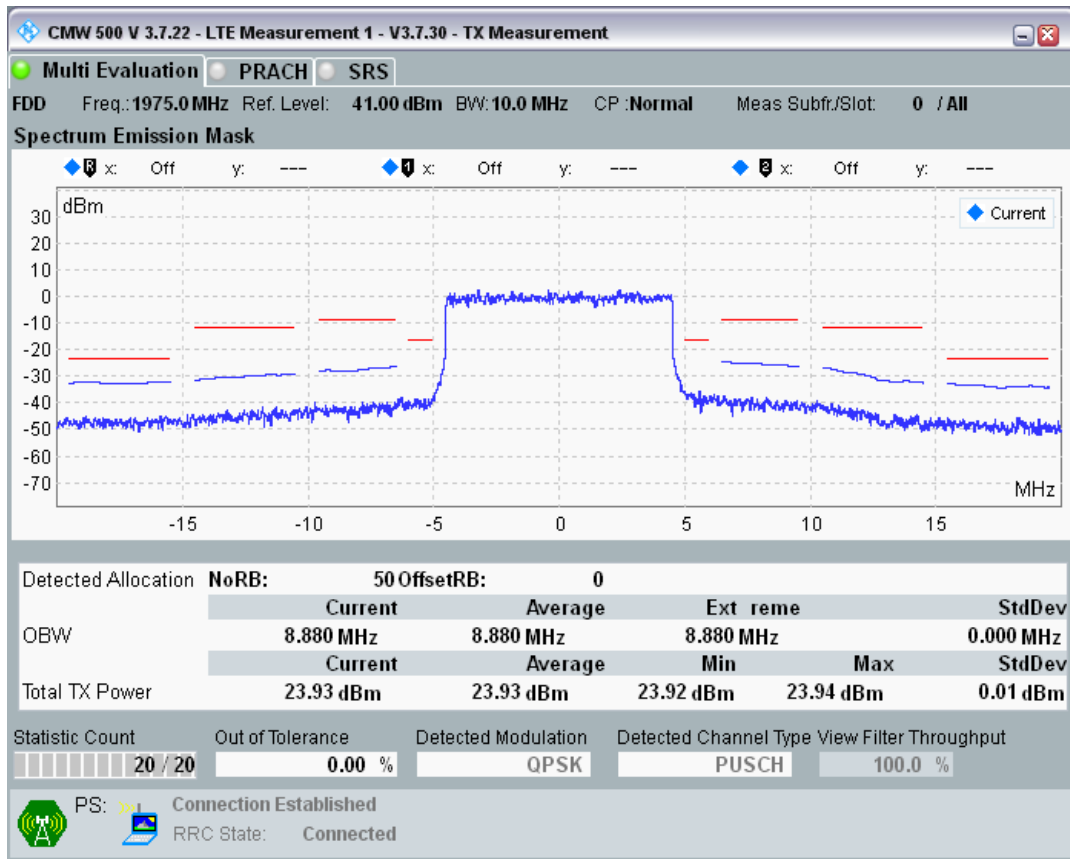 CMW 500 V 3.7.22 - LTE Measurement 1 - V3.7.30 - TX Measurement
Multi Evaluation PRACH SRS
FDD Freq.: 1975.0 MHz Ref. Level: 41.00 dBm BW: 10.0 MHz CP : Normal Meas Subfr./Slot: 0 / All
Spectrum Emission Mask
R x: Off y: --- 1 x: Off y: --- 2 x: Off y: ---
dBm
Current
30
20
10
0
-10
-20
-30
-40
-50
-60
-70
MHz
-15 -10 -5 0 5 10 15
Detected Allocation NoRB: 50 OffsetRB: 0
Current Average Ext reme StdDev
OBW 8.880 MHz 8.880 MHz 8.880 MHz 0.000 MHz
Current Average Min Max StdDev
Total TX Power 23.93 dBm 23.93 dBm 23.92 dBm 23.94 dBm 0.01 dBm
Statistic Count Out of Tolerance Detected Modulation Detected Channel Type View Filter Throughput
20 / 20 0.00 % QPSK PUSCH 100.0 %
PS: Connection Established
RRC State: Connected